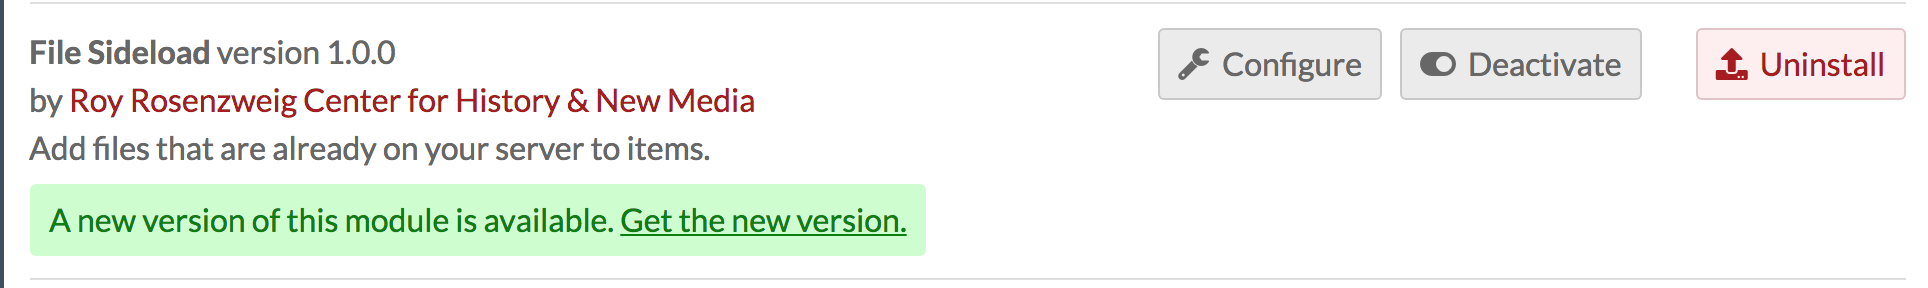 File Sideload version 1.0.0
Configure
Deactivate
Uninstall
by Roy Rosenzweig Center for History & New Media
Add files that are already on your server to items.
A new version of this module is available. Get the new version.